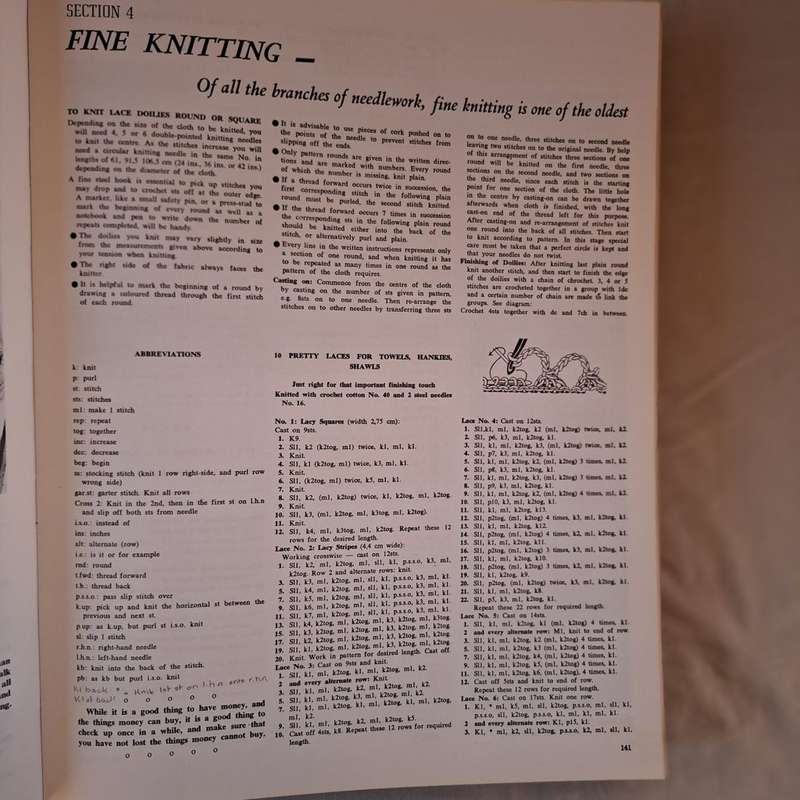 SECTION 4
FINE KNITTING —
Of all the branches of needlework, fine knitting is one of the oldest
TO KNIT LACE DOILIES ROUND OR SQUARE
Depending on the size of the cloth to be knitted, you
will need 4, 5 or 6 double-pointed knitting needles
to knit the centre. As the stitches increase you will
need a circular knitting needle in the same No. in
lengths of 61, 91.5 106.5 cm (24 ins., 36 ins. or 42 ins.)
depending on the diameter of the cloth.
A fine steel hook is essential to pick up stitches you
may drop and to crochet sts off at the outer edge.
A marker, like a small safety pin, or a press-stud to
mark the beginning of every round as well as a
notebook and pen to write down the number of
repeats completed, will be handy.
● The doilies you knit may vary slightly in size
from the measurements given above according to
your tension when knitting.
● The right side of the fabric always faces the
knitter.
● It is helpful to mark the beginning of a round by
drawing a coloured thread through the first stitch
of each round.
● It is advisable to use pieces of cork pushed on to
the points of the needle to prevent stitches from
slipping off the ends.
● Only pattern rounds are given in the written direc-
tions and are marked with numbers. Every round
of which the number is missing, knit plain.
● If a thread forward occurs twice in succession, the
first corresponding stitch in the following plain
round must be purled, the second stitch knitted.
● If the thread forward occurs 7 times in succession
the corresponding sts in the following plain round
should be knitted either into the back of the
stitch, or alternatively purl and plain.
● Every line in the written instructions represents only
a section of one round, and when knitting it has
to be repeated as many times in one round as the
pattern of the cloth requires.
Casting on: Commence from the centre of the cloth
by casting on the number of sts given in pattern,
e.g. 8sts on to one needle. Then re-arrange the
stitches on to other needles by transferring three sts
on to one needle, three stitches on to second needle
leaving two stitches on to the original needle. By help
of this arrangement of stitches three sections of one
round will be knitted on the first needle, three
sections on the second needle, and two sections on
the third needle, since each stitch is the starting
point for one section of the cloth. The little hole
in the centre by casting-on can be drawn together
afterwards when cloth is finished, with the long
cast-on end of the thread left for this purpose.
After casting-on and re-arrangement of stitches knit
one round into the back of all stitches. Then start
to knit according to pattern. In this stage special
care must be taken that a perfect circle is kept and
that your needles do not twist.
Finishing of Doilies: After knitting last plain round
knit another stitch, and then start to finish the edge
of the doilies with a chain of chrochet. 3, 4 or 5
stitches are crocheted together in a group with 1dc
and a certain number of chain are made to link the
groups. See diagram:
Crochet 4sts together with dc and 7ch in between.
ABBREVIATIONS
k: knit
p: purl
st: stitch
sts: stitches
m1: make 1 stitch
rep: repeat
tog: together
inc: increase
dec: decrease
beg: begin
ss: stocking stitch (knit 1 row right-side, and purl row
wrong side)
gar.st: garter stitch. Knit all rows
Cross 2: Knit in the 2nd, then in the first st on l.h.n
and slip off both sts from needle
i.s.o.: instead of
ins: inches
alt: alternate (row)
i.e.: is it or for example
rnd: round
t.fwd: thread forward
t.b.: thread back
p.s.s.o.: pass slip stitch over
k.up: pick up and knit the horizontal st between the
previous and next st.
p.up: as k.up, but purl st i.s.o. knit
sl: slip 1 stitch
r.h.n.: right-hand needle
l.h.n.: left-hand needle
kb: knit into the back of the stitch.
pb: as kb but purl i.s.o. knit
o o o o o
While it is a good thing to have money, and
the things money can buy, it is a good thing to
check up once in a while, and make sure that
you have not lost the things money cannot buy.
o o o o o
10 PRETTY LACES FOR TOWELS, HANKIES,
SHAWLS
Just right for that important finishing touch
Knitted with crochet cotton No. 40 and 2 steel needles
No. 16.
No. 1: Lacy Squares (width 2,75 cm):
Cast on 9sts.
1. K9.
2. Sl1, k2 (k2tog, m1) twice, k1, m1, k1.
3. Knit.
4. Sl1, k1 (k2tog, m1) twice, k3, m1, k1.
5. Knit.
6. Sl1, (k2tog, m1) twice, k5, m1, k1.
7. Knit.
8. Sl1, k2, (m1, k2tog) twice, k1, m1, k2tog, m1, k2tog.
9. Knit.
10. Sl1, k3, (m1, k2tog, m1, k3tog, m1, k2tog).
11. Knit.
12. Sl1, k4, m1, k3tog, m1, k2tog. Repeat these 12
rows for the desired length.
Lace No. 2: Lacy Stripes (4,4 cm wide):
Working crosswise — cast on 12sts.
1. Sl1, k2, m1, k2tog, m1, sl1, k1, p.s.s.o, k3, m1,
k2tog. Row 2 and alternate rows: knit.
3. Sl1, k3, m1, k2tog, m1, sl1, k1, p.s.s.o, k3, m1, k1.
5. Sl1, k4, m1, k2tog, m1, sl1, k1, p.s.s.o, k3, m1, k1.
7. Sl1, k5, m1, k2tog, m1, sl1, k1, p.s.s.o, k3, m1, k1.
9. Sl1, k6, m1, k2tog, m1, sl1, k1, p.s.s.o, k3, m1, k1.
11. Sl1, k7, m1, k2tog, m1, sl1, k1, p.s.s.o, k3, m1, k1.
13. Sl1, k4, k2tog, m1, k1, m1, k2tog, m1, k3, m1, k3tog.
15. Sl1, k3, k2tog, m1, k1, m1, k2tog, m1, k3, m1, k2tog.
17. Sl1, k2, k2tog, m1, k1, m1, k2tog, m1, k3, m1, k2tog.
19. Sl1, k1, k2tog, m1, k1, m1, k2tog, k3, m1, k2tog.
20. Knit. Work in pattern for desired length. Cast off.
Lace No. 3: Cast on 9sts and knit.
1. Sl1, k1, m1, k2tog, k1, m1, k2tog, m1, k2.
2 and every alternate row: Knit.
3. Sl1, k1, m1, k2tog, k2, m1, k2tog, m1, k2.
5. Sl1, k1, m1, k2tog, k3, m1, k2tog, m1, k2.
7. Sl1, k1, m1, k2tog, k1, m1, k2tog, k1, m1, k2tog,
m1, k2.
9. Sl1, k1, m1, k2tog, k2, m1, k2tog, k5.
10. Cast off 4sts, k8. Repeat these 12 rows for required
length.
Lace No. 4: Cast on 12sts.
1. Sl1,k1, m1, k2tog, k2 (m1, k2tog) twice, m1, k2.
2. Sl1, p6, k3, m1, k2tog, k1.
3. Sl1, k1, m1, k2tog, k3, (m1, k2tog) twice, m1, k2.
4. Sl1, p7, k3, m1, k2tog, k1.
5. Sl1, k1, m1, k2tog, k2, (m1, k2tog) 3 times, m1, k2.
6. Sl1, p8, k3, m1, k2tog, k1.
7. Sl1, k1, m1, k2tog, k3, (m1, k2tog) 3 times, m1, k2.
8. Sl1, p9, k3, m1, k2tog, k1.
9. Sl1, k1, m1, k2tog, k2, (m1, k2tog) 4 times, m1, k2.
10. Sl1, p10, k3, m1, k2tog, k1.
11. Sl1, k1, m1, k2tog, k13.
12. Sl1, p2tog, (m1, k2tog) 4 times, k3, m1, k2tog, k1.
13. Sl1, k1, m1, k2tog, k12.
14. Sl1, p2tog, (m1, k2tog) 4 times, k2, m1, k2tog, k1.
15. Sl1, k1, m1, k2tog, k11.
16. Sl1, p2tog, (m1, k2tog) 3 times, k3, m1, k2tog, k1.
17. Sl1, k1, m1, k2tog, k10.
18. Sl1, p2tog, (m1, k2tog) 3 times, k2, m1, k2tog, k1.
19. Sl1, k1, m1, k2tog, k9.
20. Sl1, p2tog, (m1, k2tog) twice, k3, m1, k2tog, k1.
21. Sl1, k1, m1, k2tog, k8.
22. Sl1, p5, k3, m1, k2tog, k1.
Repeat these 22 rows for required length.
Lace No. 5: Cast on 14sts.
1. Sl1, k1, m1, k2tog, k1 (m1, k2tog) 4 times, k1.
2 and every alternate row: M1, knit to end of row.
3. Sl1, k1, m1, k2tog, k2 (m1, k2tog) 4 times, k1.
5. Sl1, k1, m1, k2tog, k3 (m1, k2tog) 4 times, k1.
7. Sl1, k1, m1, k2tog, k4, (m1, k2tog) 4 times, k1.
9. Sl1, k1, m1, k2tog, k5, (m1, k2tog) 4 times, k1.
11. Sl1, k1, m1, k2tog, k6, (m1, k2tog), 4 times, k1.
12. Cast off 5sts and knit to end of row.
Repeat these 12 rows for required length.
Lace No. 6: Cast on 17sts. Knit one row.
1. K1, * m1, k5, m1, sl1, k2tog, p.s.s.o, m1, sl1, k1,
p.s.s.o, sl1, k2tog, p.s.s.o, k1, m1, k1, m1, k1.
2 and every alternate row: K1, p15, k1.
3. K1, * m1, k2, sl1, k2tog, p.s.s.o, k2, m1, sl1, k1,
141